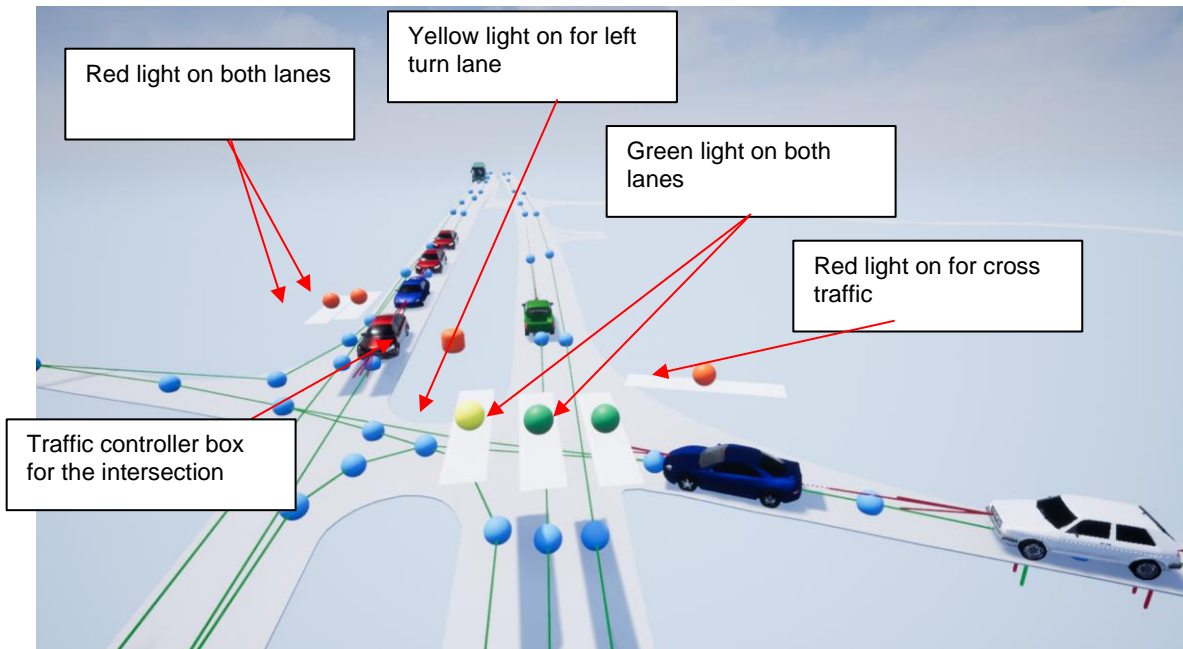 Yellow light on for left
turn lane
Red light on both lanes
Green light on both
lanes
Red light on for cross
traffic
Traffic controller box
for the intersection